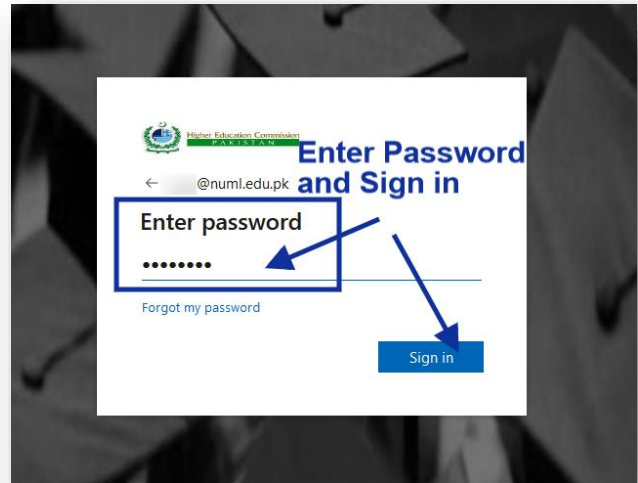 Higher Education Commission
PAKISTAN
Enter Password
and Sign in
@numl.edu.pk
Enter password
••••••••
Forgot my password
Sign in